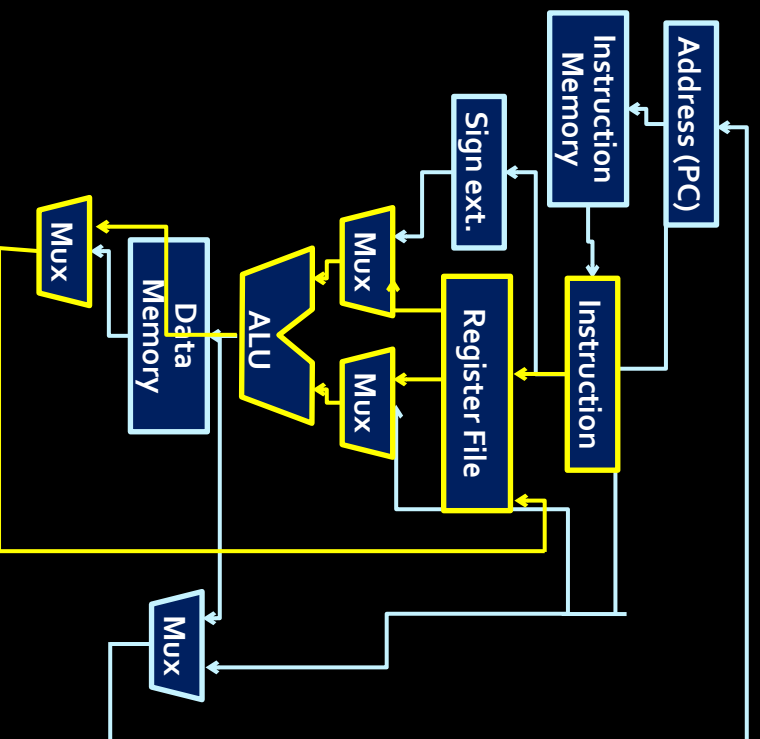 Address (PC)
Instruction
Memory
Instruction
Sign ext.
Register File
Mux
Mux
ALU
Data
Memory
Mux
Mux